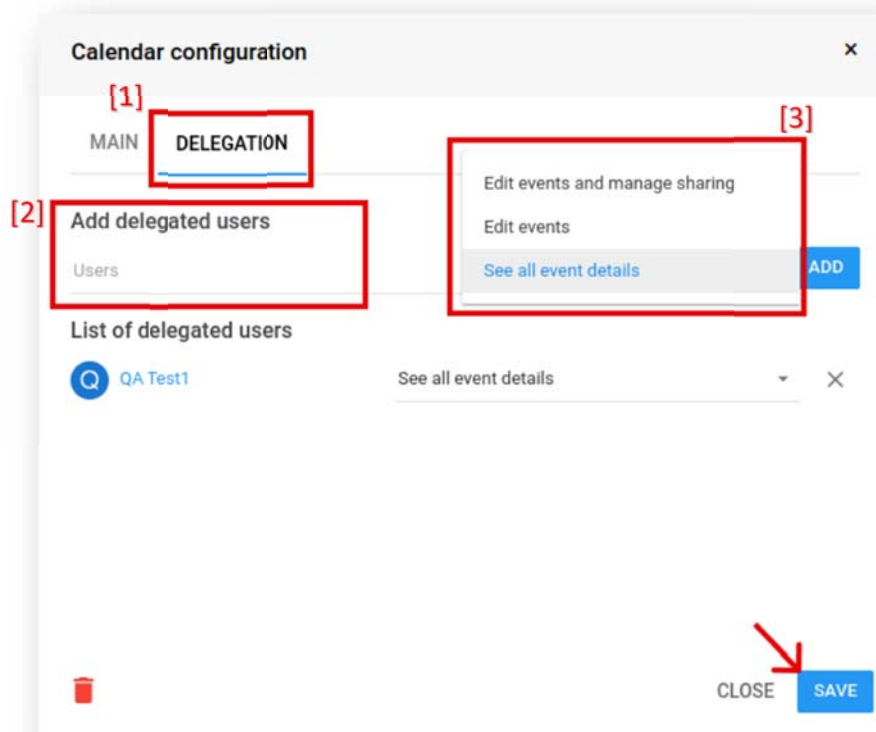 Calendar configuration ×
[1]
[3]
MAIN DELEGATION
Edit events and manage sharing
[2]
Add delegated users
Edit events
Users
See all event details
ADD
List of delegated users
Q QA Test1 See all event details
CLOSE SAVE